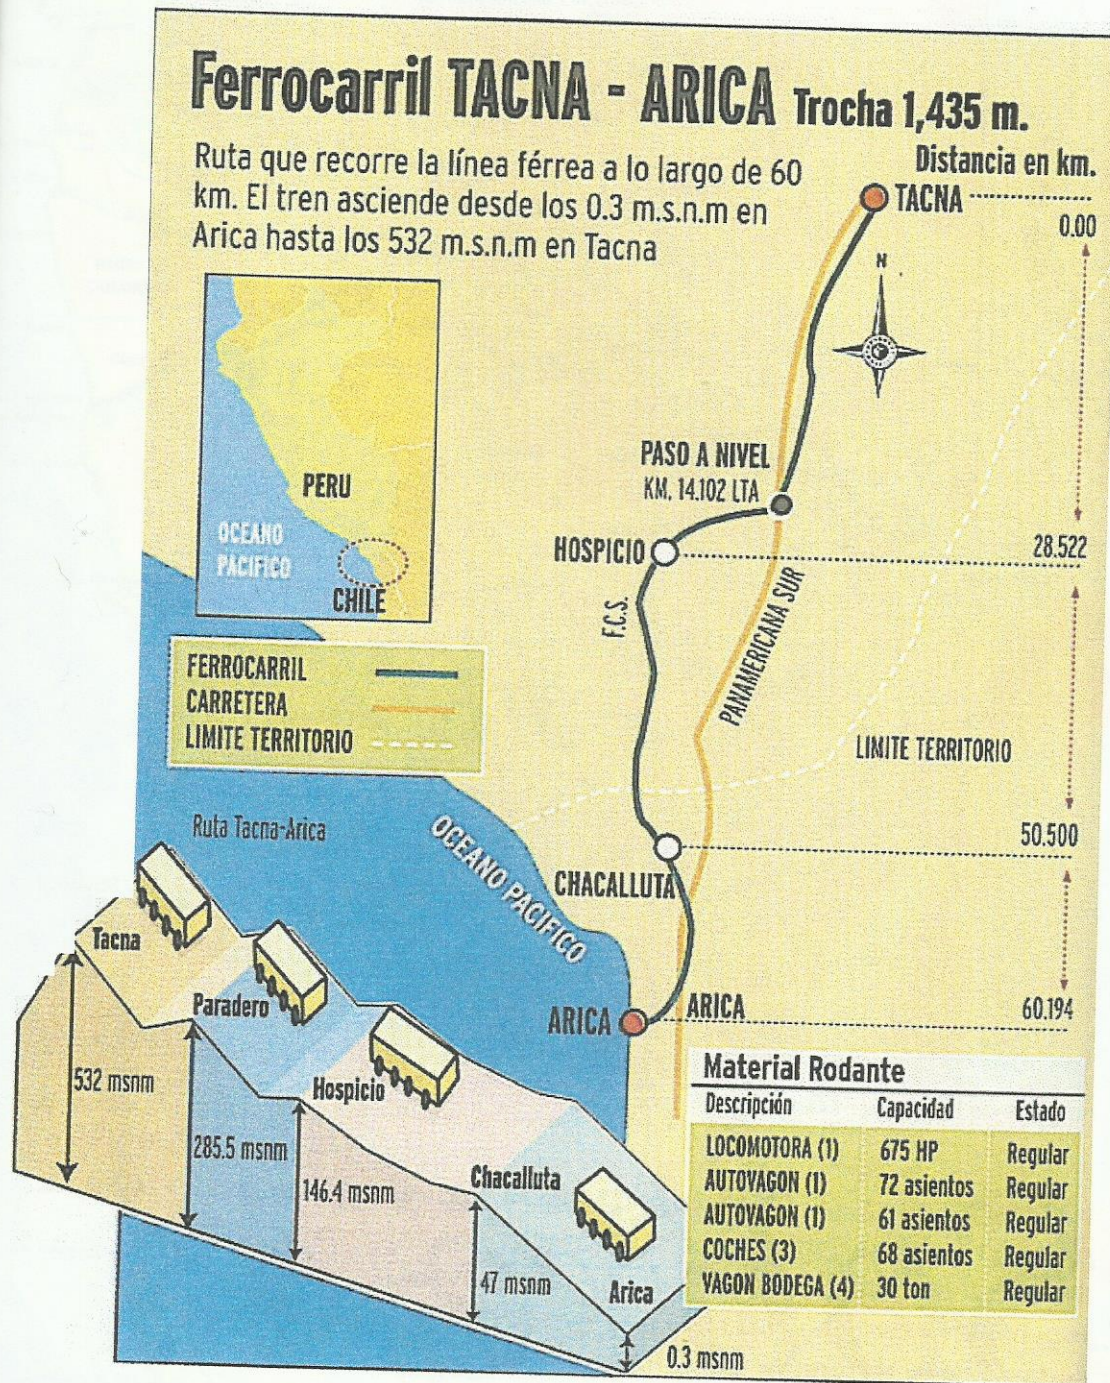 Ferrocarril TACNA - ARICA Trocha 1,435 m.
Ruta que recorre la línea férrea a lo largo de 60
km. El tren asciende desde los 0.3 m.s.n.m en
Arica hasta los 532 m.s.n.m en Tacna
Distancia en km.
TACNA
0.00
N
PERU
OCEANO
PACIFICO
CHILE
PASO A NIVEL
KM, 14.102 LTA
HOSPICIO
28.522
F.C.S.
PANAMERICANA SUR
FERROCARRIL
CARRETERA
LIMITE TERRITORIO
LIMITE TERRITORIO
OCEANO PACIFICO
50.500
CHACALLUTA
ARICA
ARICA
60.194
Ruta Tacna-Arica
Tacna
Paradero
Hospicio
Chacalluta
Arica
532 msnm
285.5 msnm
146.4 msnm
47 msnm
0.3 msnm
Material Rodante
Descripción Capacidad Estado
LOCOMOTORA (1) 675 HP Regular
AUTOVAGON (1) 72 asientos Regular
AUTOVAGON (1) 61 asientos Regular
COCHES (3) 68 asientos Regular
VAGON BODEGA (4) 30 ton Regular